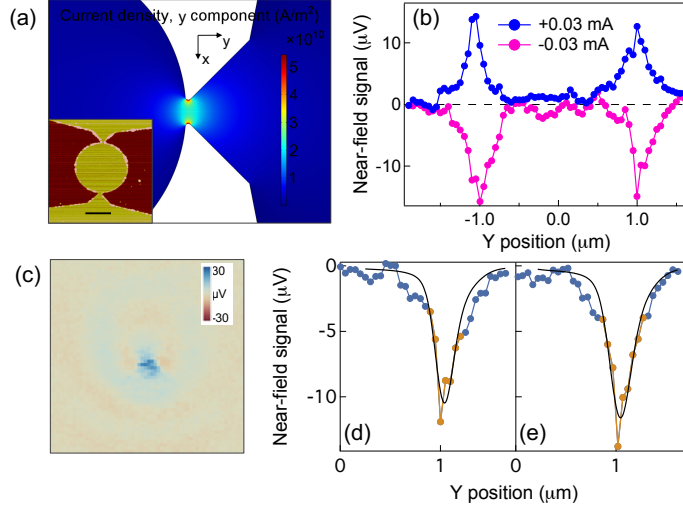 (a)
Current density, y component (A/m²)
× 10¹⁰
y
x
5
4
3
2
1
(b)
+0.03 mA
-0.03 mA
Near-field signal (μV)
10
0
-10
-1.0
0.0
1.0
Y position (μm)
(c)
30
μV
-30
Near-field signal (μV)
0
-5
-10
(d)
(e)
0
1
0
1
Y position (μm)